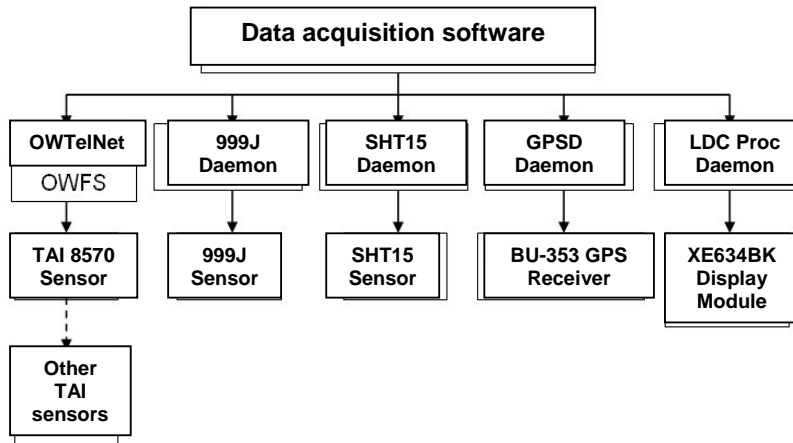 Data acquisition software
OWTelNet
OWFS
999J
Daemon
SHT15
Daemon
GPSD
Daemon
LDC Proc
Daemon
TAI 8570
Sensor
999J
Sensor
SHT15
Sensor
BU-353 GPS
Receiver
XE634BK
Display
Module
Other
TAI
sensors